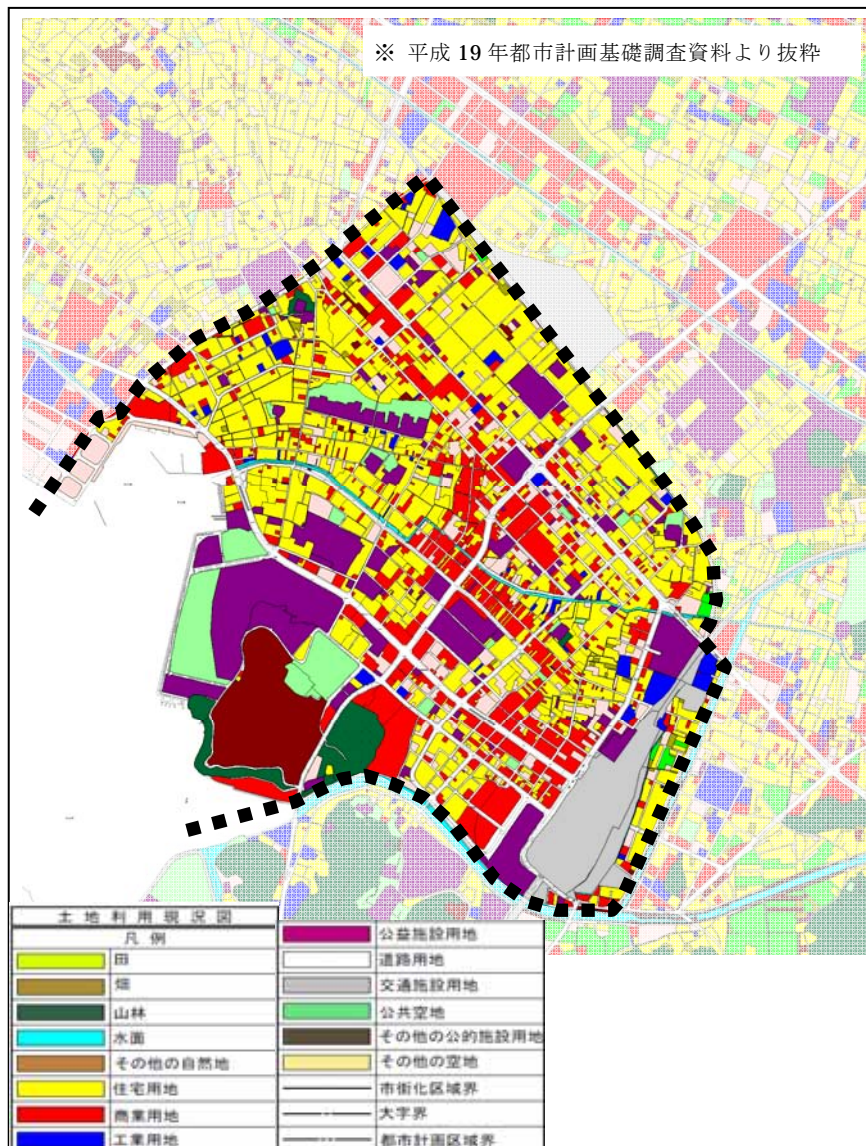 ※ 平成 19 年都市計画基礎調査資料より抜粋
土地利用現況図
凡例
田
畑
山林
水面
その他の自然地
住宅用地
商業用地
工業用地
公益施設用地
道路用地
交通施設用地
公共空地
その他の公的施設用地
その他の空地
市街化区域界
大字界
都市計画区域界